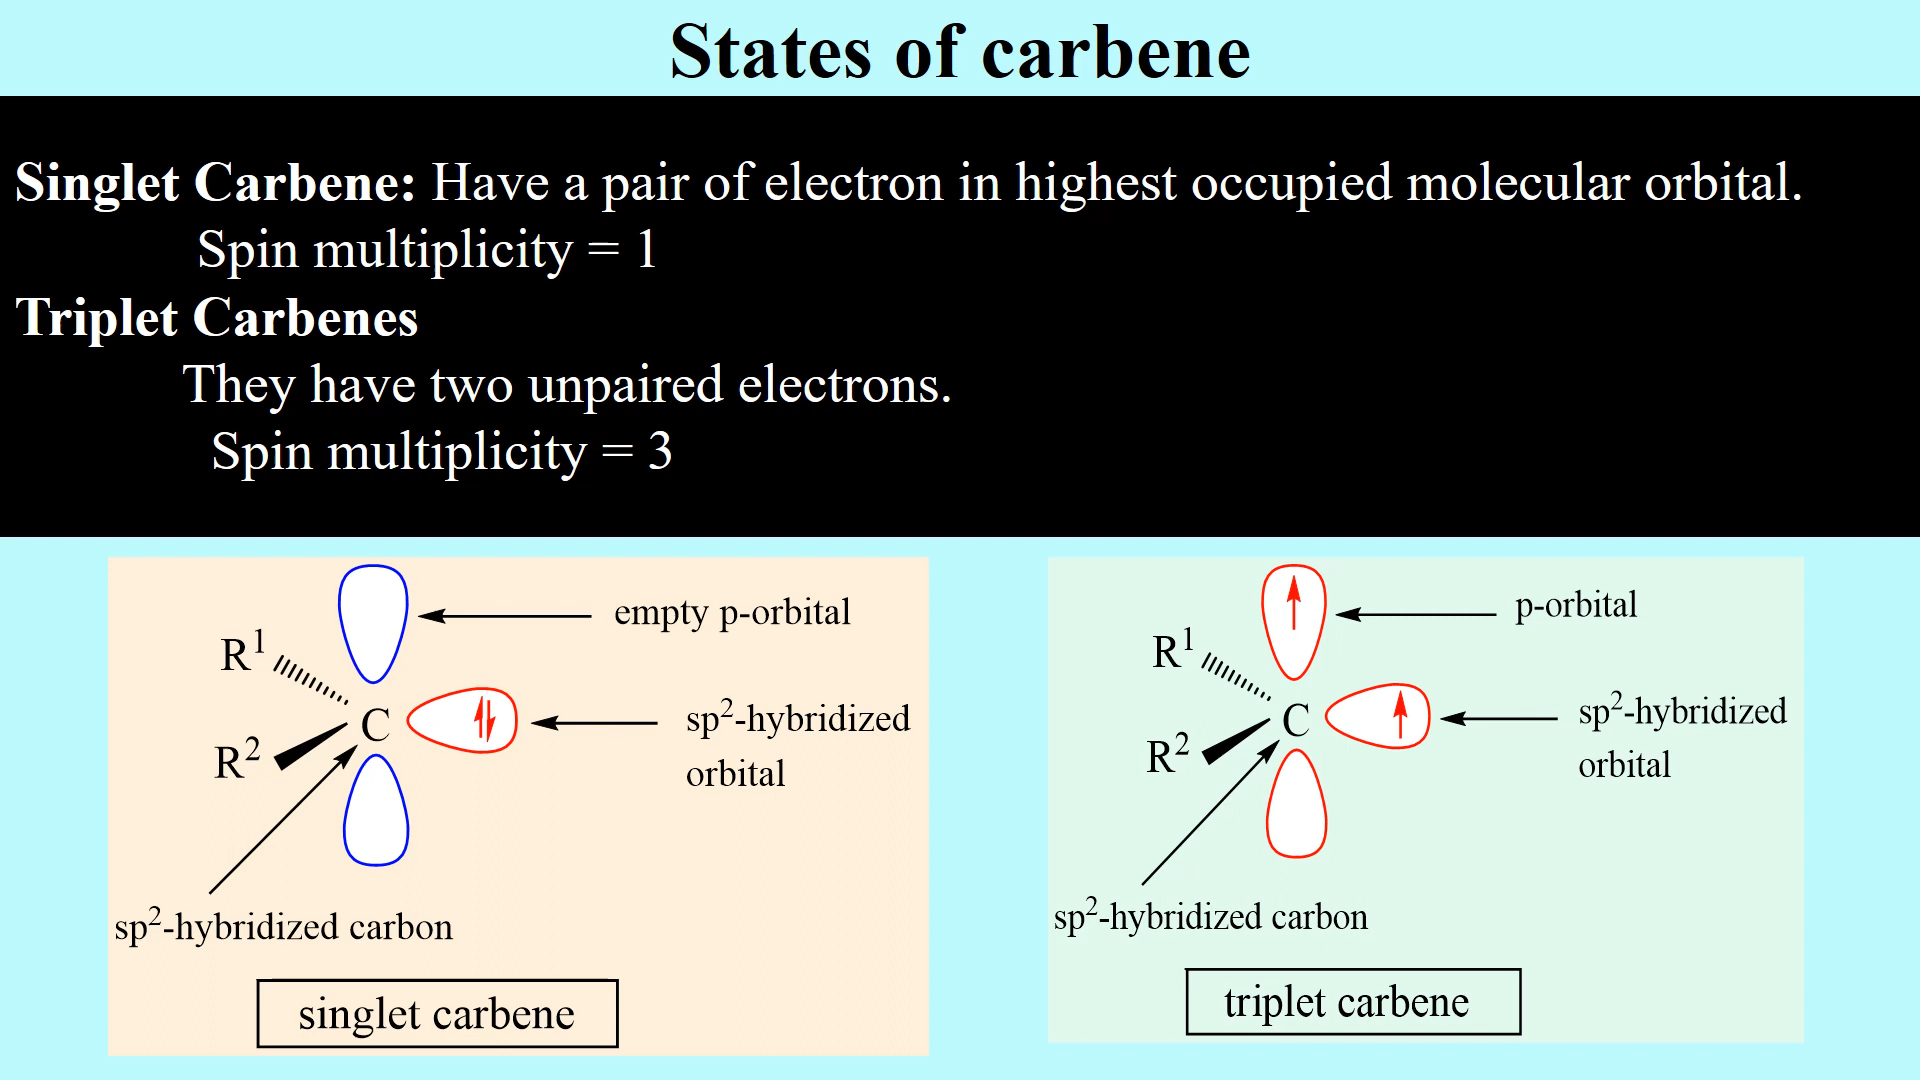 States of carbene
Singlet Carbene: Have a pair of electron in highest occupied molecular orbital.
Spin multiplicity = 1
Triplet Carbenes
They have two unpaired electrons.
Spin multiplicity = 3
empty p-orbital
R¹
C
R²
sp²-hybridized
orbital
sp²-hybridized carbon
singlet carbene
p-orbital
R¹
C
R²
sp²-hybridized
orbital
sp²-hybridized carbon
triplet carbene